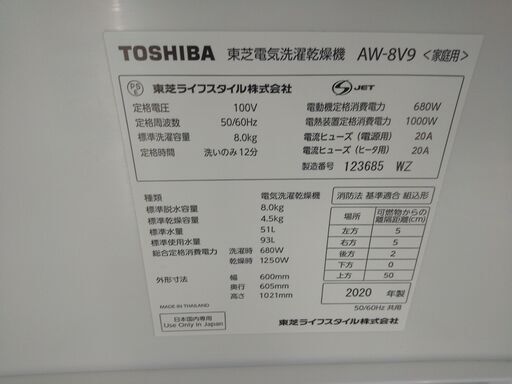 TOSHIBA 東芝電気洗濯乾燥機 AW-8V9 <家庭用>
PSE 東芝ライフスタイル株式会社
S JET
定格電圧 100V
定格周波数 50/60Hz
標準洗濯容量 8.0kg
定格時間 洗いのみ 12分
電動機定格消費電力 680W
電熱装置定格消費電力 1000W
電流ヒューズ (電源用) 20A
電流ヒューズ (ヒータ用) 20A
製造番号 123685 WZ
種類 電気洗濯乾燥機
標準脱水容量 8.0kg
標準乾燥容量 4.5kg
標準水量 51L
標準使用水量 93L
総合定格消費電力 洗濯時 680W
乾燥時 1250W
外形寸法 幅 600mm
奥行 605mm
高さ 1021mm
MADE IN THAILAND
日本国内専用
Use Only In Japan
消防法 基準適合 組込形
場所 可燃物からの離隔距離(cm)
左方 5
右方 5
後方 2
下方 0
上方 50
2020 年製
50/60Hz 共用
東芝ライフスタイル株式会社